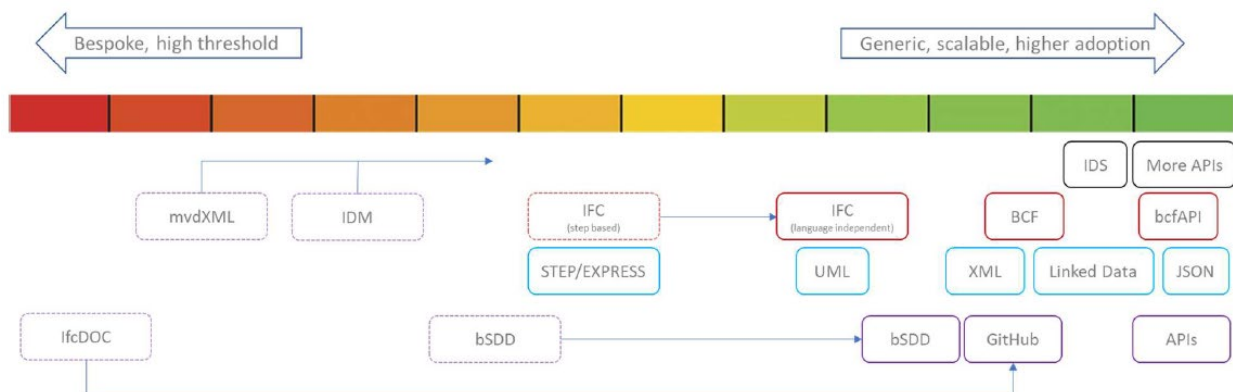 Bespoke, high threshold
Generic, scalable, higher adoption
IDS
More APIs
mvdXML
IDM
IFC
(step based)
IFC
(language independent)
BCF
bcfAPI
STEP/EXPRESS
UML
XML
Linked Data
JSON
IfcDOC
bSDD
bSDD
GitHub
APIs